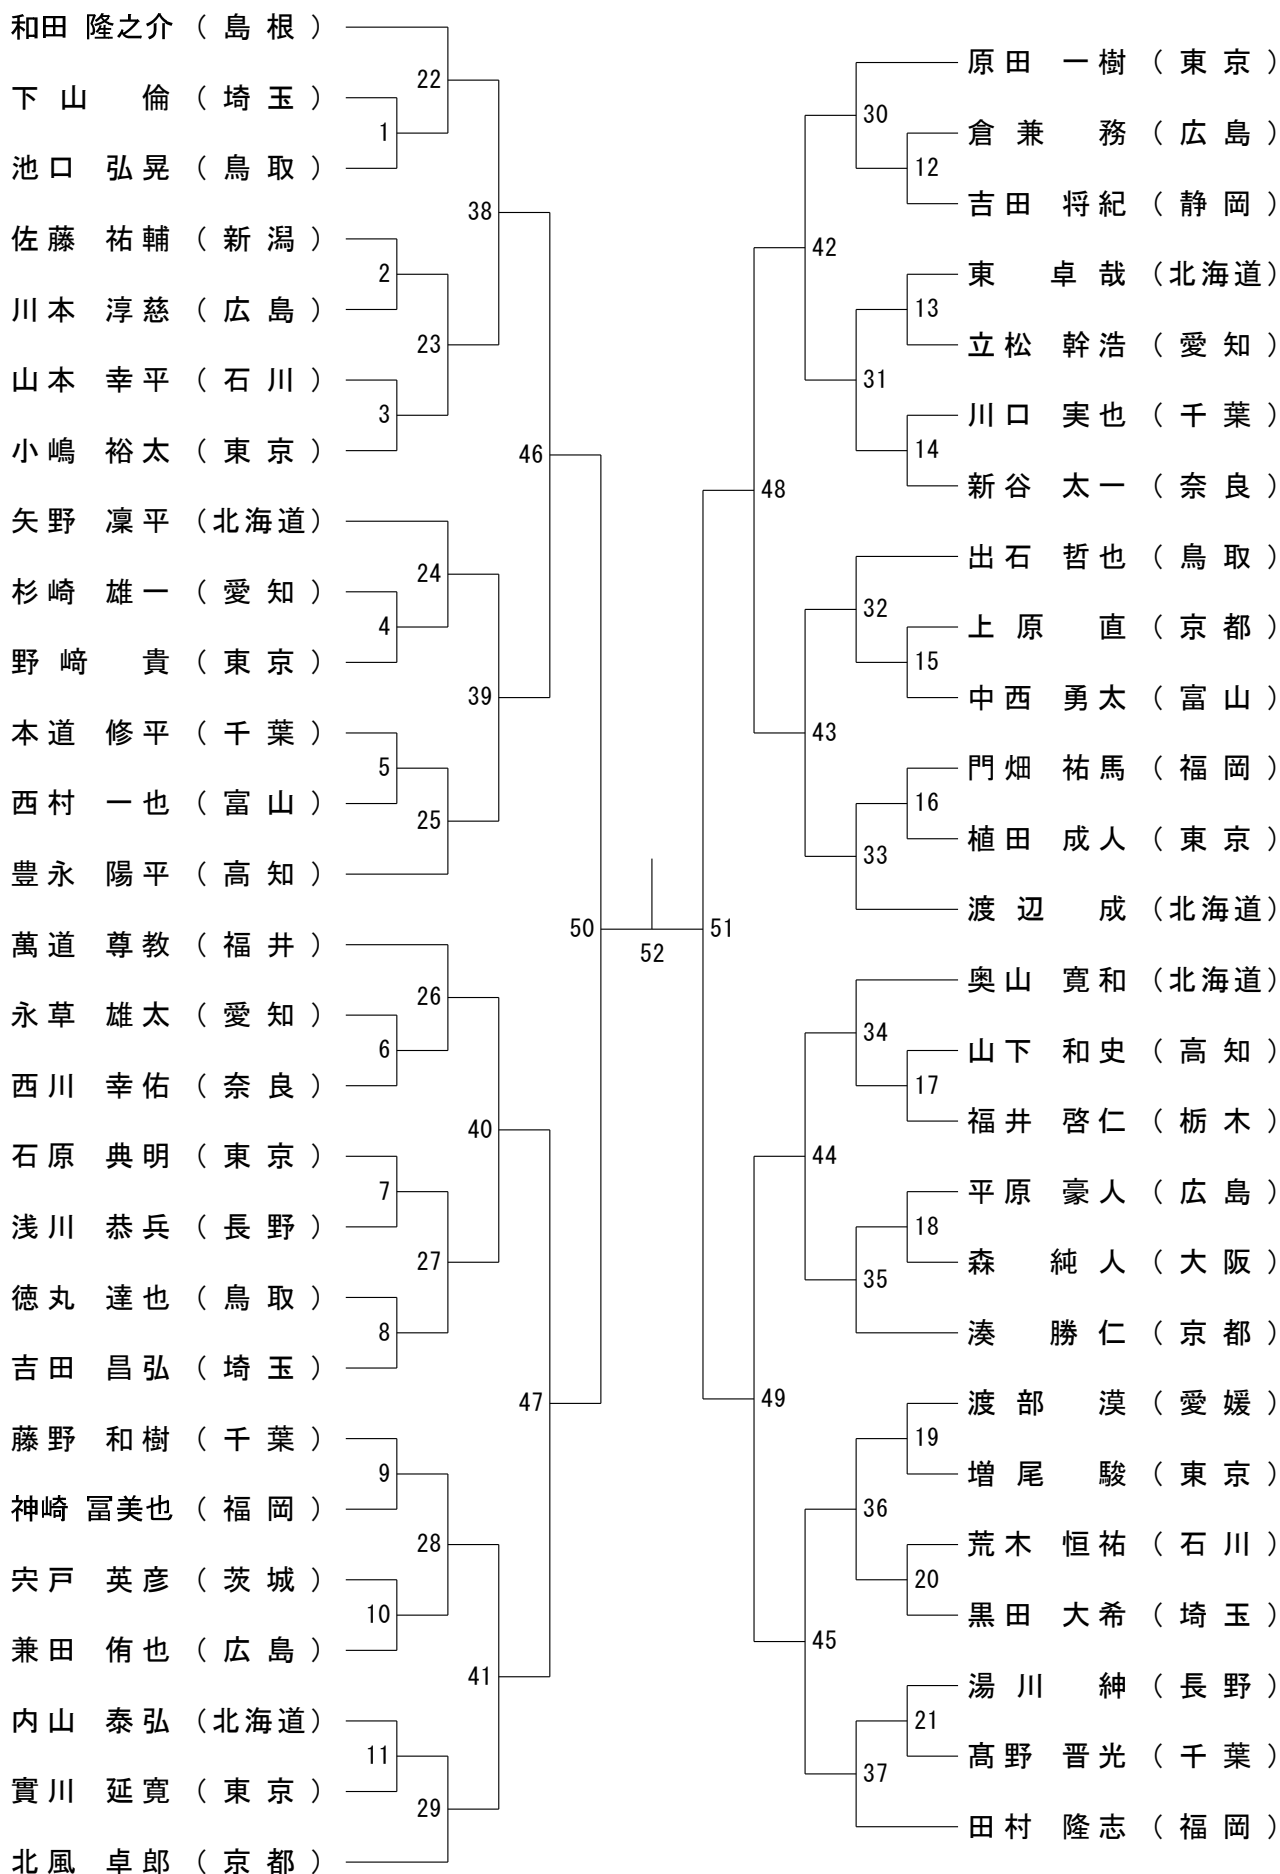 和田 隆之介 (島根)
下山 倫 (埼玉)
池口 弘晃 (鳥取)
佐藤 祐輔 (新潟)
川本 淳慈 (広島)
山本 幸平 (石川)
小嶋 裕太 (東京)
矢野 凜平 (北海道)
杉崎 雄一 (愛知)
野﨑 貴 (東京)
本道 修平 (千葉)
西村 一也 (富山)
豊永 陽平 (高知)
萬道 尊教 (福井)
永草 雄太 (愛知)
西川 幸佑 (奈良)
石原 典明 (東京)
浅川 恭兵 (長野)
徳丸 達也 (鳥取)
吉田 昌弘 (埼玉)
藤野 和樹 (千葉)
神崎 冨美也 (福岡)
宍戸 英彦 (茨城)
兼田 侑也 (広島)
内山 泰弘 (北海道)
實川 延寛 (東京)
北風 卓郎 (京都)
1
2
3
4
5
6
7
8
9
10
11
22
23
24
25
26
27
28
29
38
39
40
41
46
47
50
52
51
48
49
42
43
44
45
30
31
32
33
34
35
36
37
12
13
14
15
16
17
18
19
20
21
原田 一樹 (東京)
倉兼 務 (広島)
吉田 将紀 (静岡)
東 卓哉 (北海道)
立松 幹浩 (愛知)
川口 実也 (千葉)
新谷 太一 (奈良)
出石 哲也 (鳥取)
上原 直 (京都)
中西 勇太 (富山)
門畑 祐馬 (福岡)
植田 成人 (東京)
渡辺 成 (北海道)
奥山 寛和 (北海道)
山下 和史 (高知)
福井 啓仁 (栃木)
平原 豪人 (広島)
森 純人 (大阪)
湊 勝仁 (京都)
渡部 漠 (愛媛)
増尾 駿 (東京)
荒木 恒祐 (石川)
黒田 大希 (埼玉)
湯川 紳 (長野)
髙野 晋光 (千葉)
田村 隆志 (福岡)